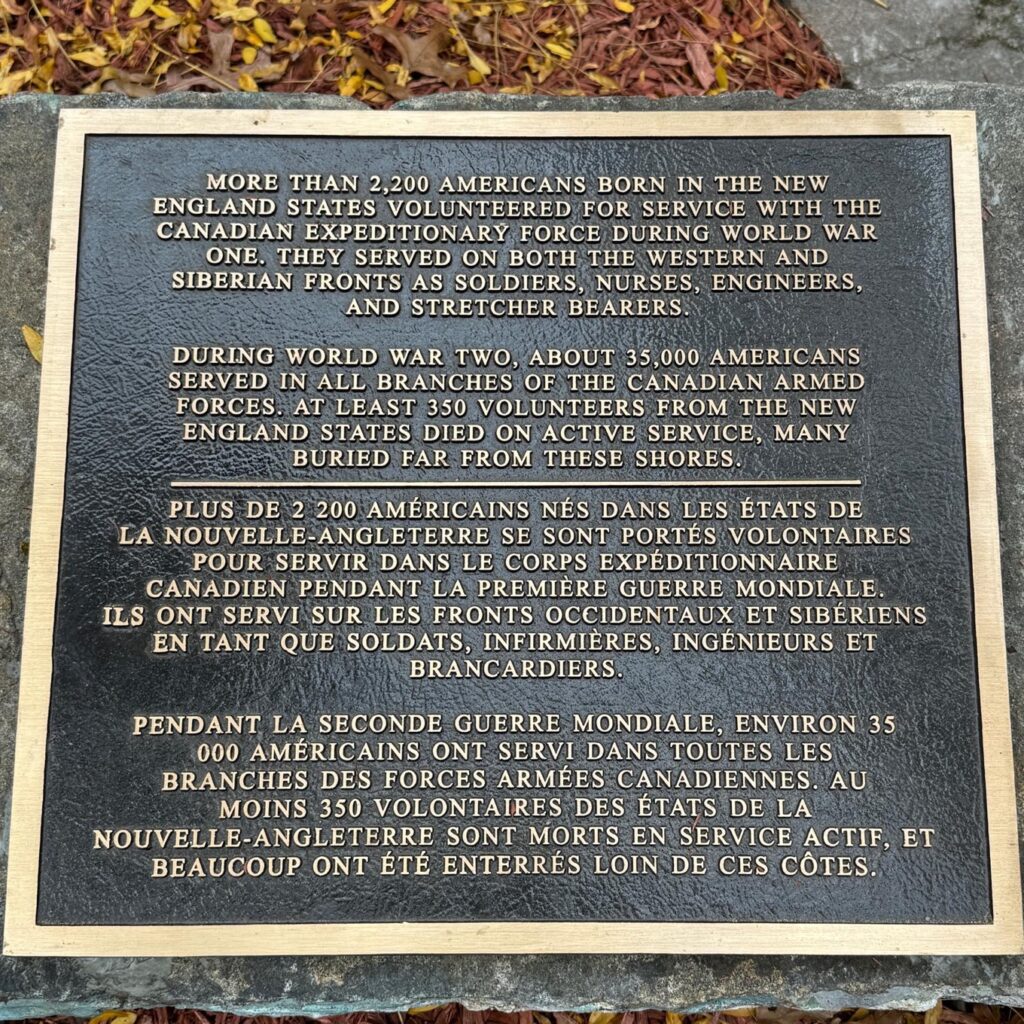 MORE THAN 2,200 AMERICANS BORN IN THE NEW
ENGLAND STATES VOLUNTEERED FOR SERVICE WITH THE
CANADIAN EXPEDITIONARY FORCE DURING WORLD WAR
ONE. THEY SERVED ON BOTH THE WESTERN AND
SIBERIAN FRONTS AS SOLDIERS, NURSES, ENGINEERS,
AND STRETCHER BEARERS.
DURING WORLD WAR TWO, ABOUT 35,000 AMERICANS
SERVED IN ALL BRANCHES OF THE CANADIAN ARMED
FORCES. AT LEAST 350 VOLUNTEERS FROM THE NEW
ENGLAND STATES DIED ON ACTIVE SERVICE, MANY
BURIED FAR FROM THESE SHORES.
PLUS DE 2 200 AMÉRICAINS NÉS DANS LES ÉTATS DE
LA NOUVELLE-ANGLETERRE SE SONT PORTÉS VOLONTAIRES
POUR SERVIR DANS LE CORPS EXPÉDITIONNAIRE
CANADIEN PENDANT LA PREMIÈRE GUERRE MONDIALE.
ILS ONT SERVI SUR LES FRONTS OCCIDENTAUX ET SIBÉRIENS
EN TANT QUE SOLDATS, INFIRMIÈRES, INGÉNIEURS ET
BRANCARDIERS.
PENDANT LA SECONDE GUERRE MONDIALE, ENVIRON 35
000 AMÉRICAINS ONT SERVI DANS TOUTES LES
BRANCHES DES FORCES ARMÉES CANADIENNES. AU
MOINS 350 VOLONTAIRES DES ÉTATS DE LA
NOUVELLE-ANGLETERRE SONT MORTS EN SERVICE ACTIF, ET
BEAUCOUP ONT ÉTÉ ENTERRÉS LOIN DE CES CÔTES.